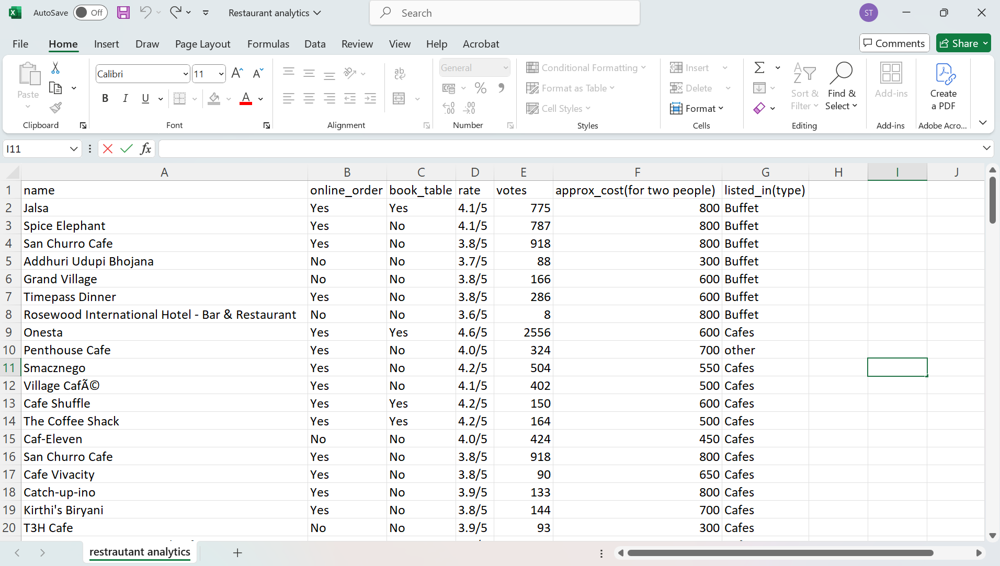 AutoSave Off Restaurant analytics Search ST
File Home Insert Draw Page Layout Formulas Data Review View Help Acrobat Comments Share
Paste
Clipboard
Calibri 11
B I U A
Font
ab
Alignment
General
% 9
Number
Conditional Formatting
Format as Table
Cell Styles
Styles
Insert
Delete
Format
Cells
Sort &
Filter
Find &
Select
Editing
Add-ins
Add-ins
Create
a PDF
Adobe Acro...
I11 fx
A B C D E F G H I J
1 name online_order book_table rate votes approx_cost(for two people) listed_in(type)
2 Jalsa Yes Yes 4.1/5 775 800 Buffet
3 Spice Elephant Yes No 4.1/5 787 800 Buffet
4 San Churro Cafe Yes No 3.8/5 918 800 Buffet
5 Addhuri Udupi Bhojana No No 3.7/5 88 300 Buffet
6 Grand Village No No 3.8/5 166 600 Buffet
7 Timepass Dinner Yes No 3.8/5 286 600 Buffet
8 Rosewood International Hotel - Bar & Restaurant No No 3.6/5 8 800 Buffet
9 Onesta Yes Yes 4.6/5 2556 600 Cafes
10 Penthouse Cafe Yes No 4.0/5 324 700 other
11 Smacznego Yes No 4.2/5 504 550 Cafes
12 Village CafÃ© Yes No 4.1/5 402 500 Cafes
13 Cafe Shuffle Yes Yes 4.2/5 150 600 Cafes
14 The Coffee Shack Yes Yes 4.2/5 164 500 Cafes
15 Caf-Eleven No No 4.0/5 424 450 Cafes
16 San Churro Cafe Yes No 3.8/5 918 800 Cafes
17 Cafe Vivacity Yes No 3.8/5 90 650 Cafes
18 Catch-up-ino Yes No 3.9/5 133 800 Cafes
19 Kirthi's Biryani Yes No 3.8/5 144 700 Cafes
20 T3H Cafe No No 3.9/5 93 300 Cafes
restrautant analytics